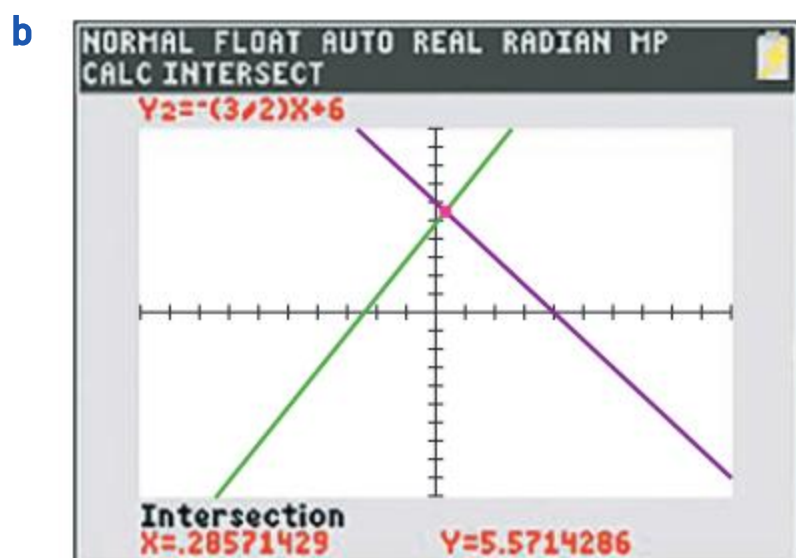 b
NORMAL FLOAT AUTO REAL RADIAN MP
CALC INTERSECT
Y2=-(3/2)X+6
Intersection
X=.28571429 Y=5.5714286